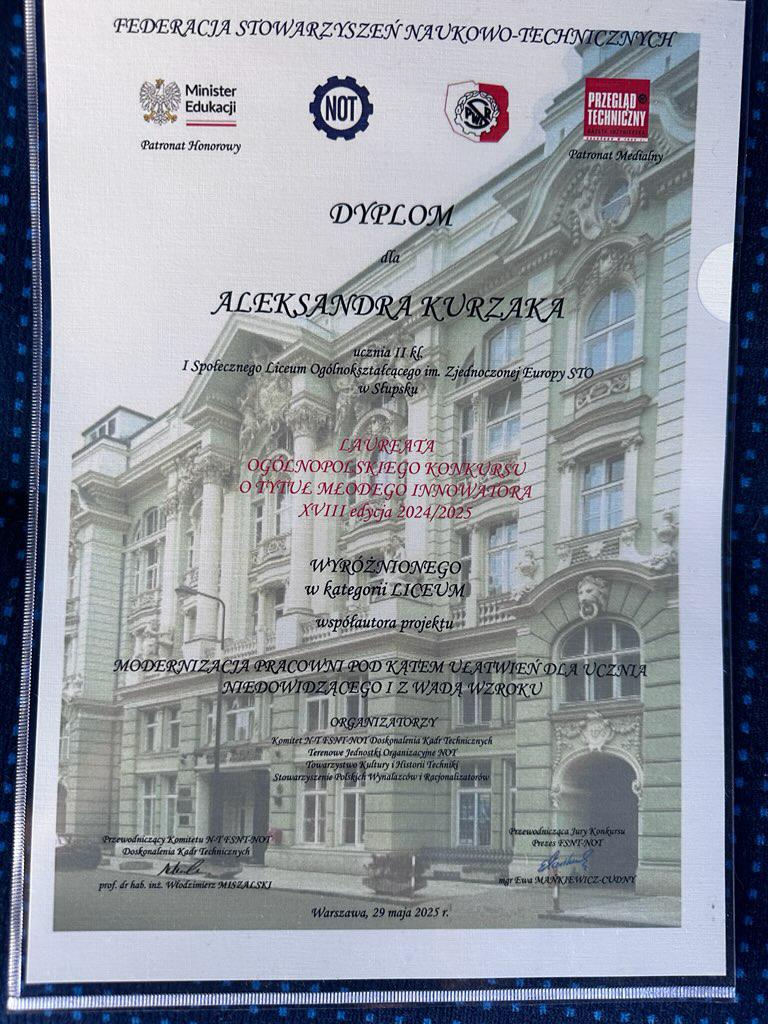 FEDERACJA STOWARZYSZEŃ NAUKOWO-TECHNICZNYCH
Minister
Edukacji
Patronat Honorowy
NOT
PRZEGLĄD
TECHNICZNY
GAZETA INŻYNIERSKA
Patronat Medialny
DYPLOM
dla
ALEKSANDRA KURZAKA
ucznia II kl.
I Społecznego Liceum Ogólnokształcącego im. Zjednoczonej Europy STO
w Słupsku
LAUREATA
OGÓLNOPOLSKIEGO KONKURSU
O TYTUŁ MŁODEGO INNOWATORA
XVIII edycja 2024/2025
WYRÓŻNIONEGO
w kategorii LICEUM
współautora projektu
MODERNIZACJA PRACOWNI POD KĄTEM UŁATWIEŃ DLA UCZNIA
NIEDOWIDZĄCEGO I Z WADĄ WZROKU
ORGANIZATORZY
Komitet N-T FSNT-NOT Doskonalenia Kadr Technicznych
Terenowe Jednostki Organizacyjne NOT
Towarzystwo Kultury i Historii Techniki
Stowarzyszenie Polskich Wynalazców i Racjonalizatorów
Przewodniczący Komitetu N-T FSNT-NOT
Doskonalenia Kadr Technicznych
prof. dr hab. inż. Włodzimierz MISZALSKI
Przewodnicząca Jury Konkursu
Prezes FSNT-NOT
mgr Ewa MAŃKIEWICZ-CUDNY
Warszawa, 29 maja 2025 r.